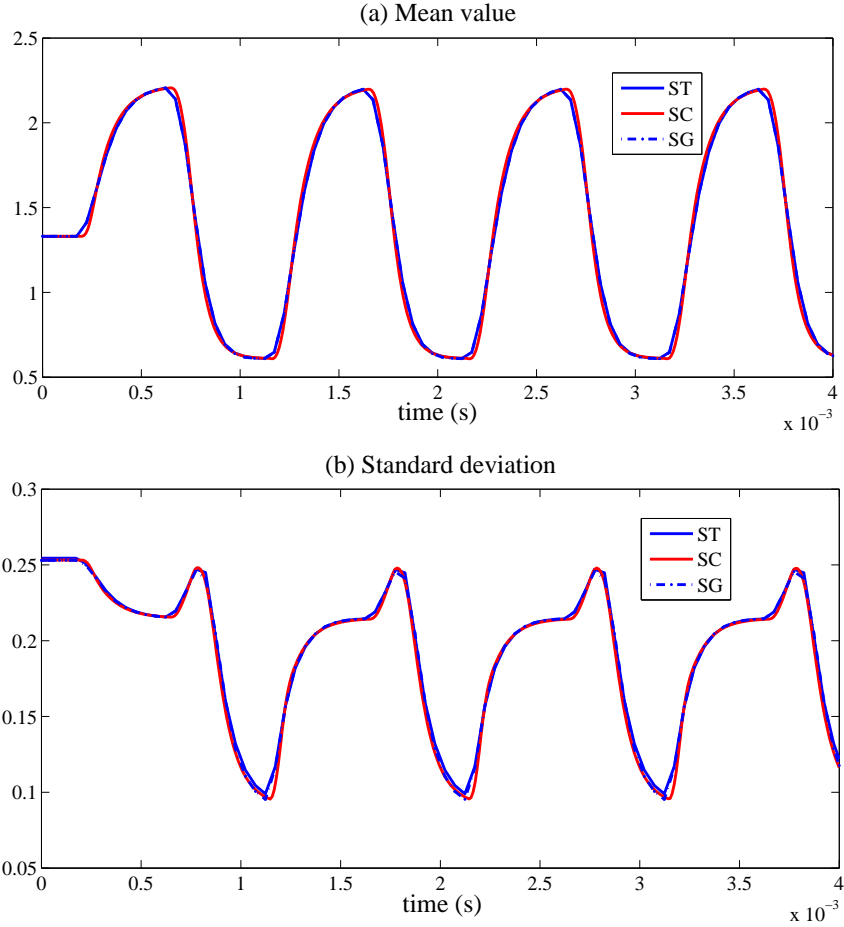 (a) Mean value
2.5
2
1.5
1
0.5
ST
SC
SG
0 0.5 1 1.5 2 2.5 3 3.5 4
time (s)
x 10⁻³
(b) Standard deviation
0.3
0.25
0.2
0.15
0.1
0.05
ST
SC
SG
0 0.5 1 1.5 2 2.5 3 3.5 4
time (s)
x 10⁻³